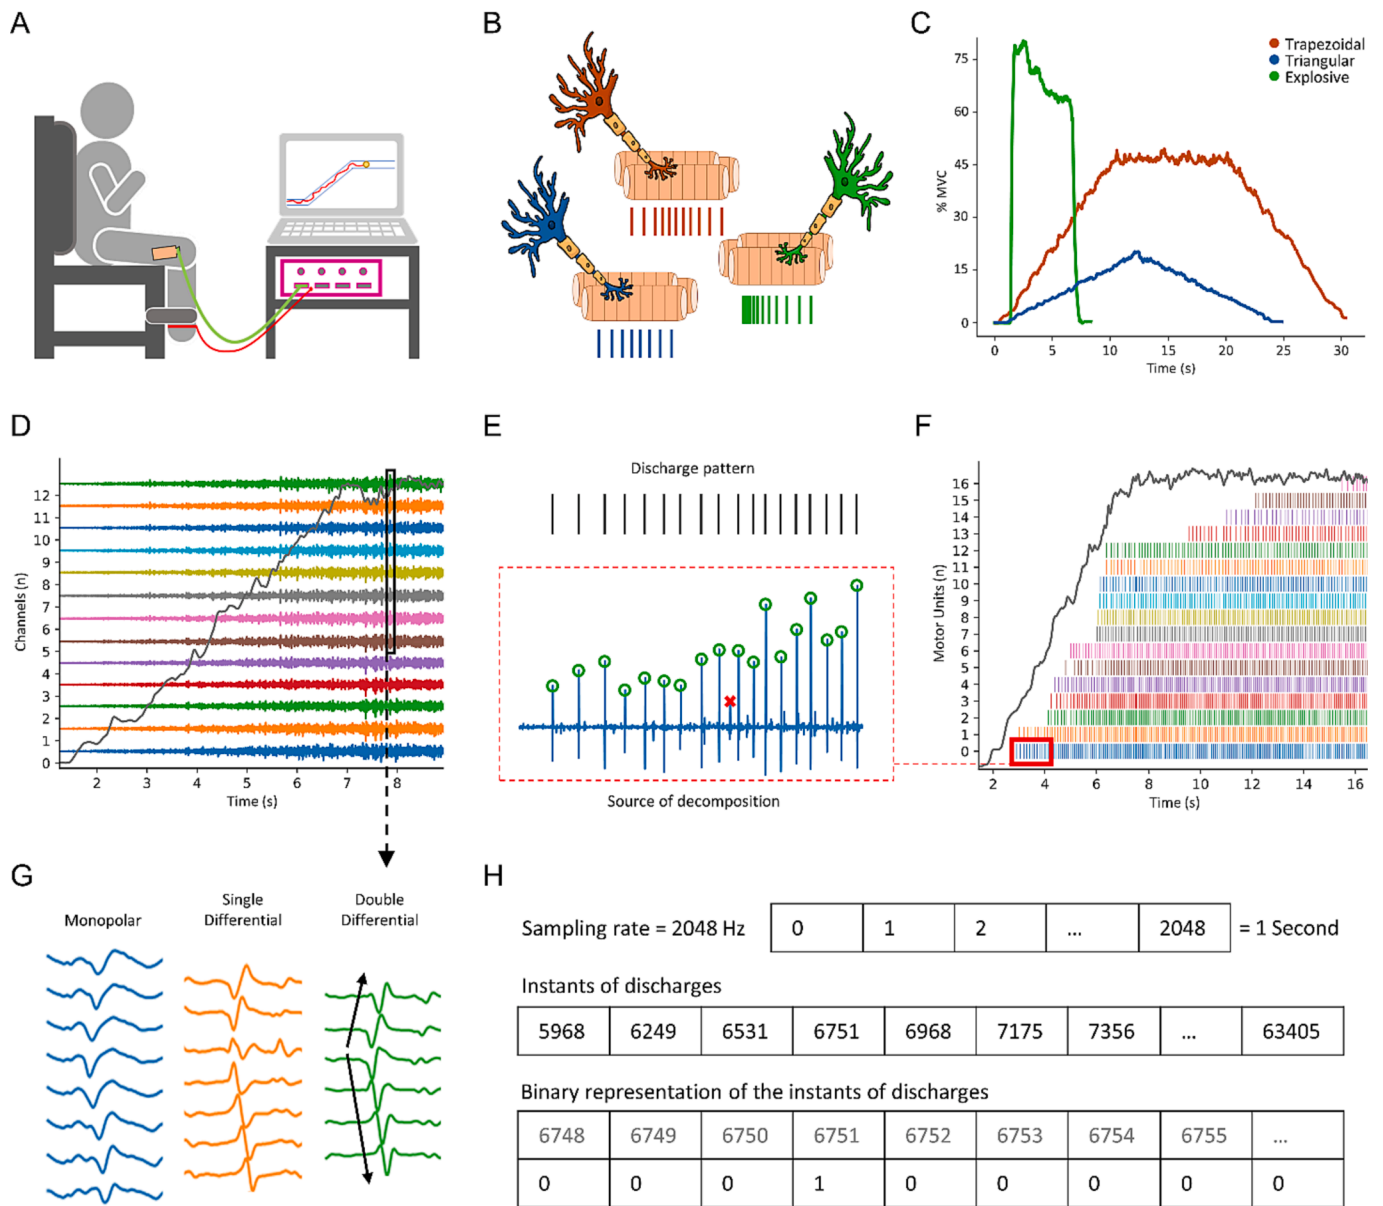 A
B
C
75
60
45
30
15
0
% MVC
Trapezoidal
Triangular
Explosive
0 5 10 15 20 25 30
Time (s)
D
12
11
10
9
8
7
6
5
4
3
2
1
0
Channels (n)
2 3 4 5 6 7 8
Time (s)
E
Discharge pattern
Source of decomposition
F
16
15
14
13
12
11
10
9
8
7
6
5
4
3
2
1
0
Motor Units (n)
2 4 6 8 10 12 14 16
Time (s)
G
Monopolar
Single
Differential
Double
Differential
H
Sampling rate = 2048 Hz 0 1 2 ... 2048 = 1 Second
Instants of discharges
5968 6249 6531 6751 6968 7175 7356 ... 63405
Binary representation of the instants of discharges
6748 6749 6750 6751 6752 6753 6754 6755 ...
0 0 0 1 0 0 0 0 0